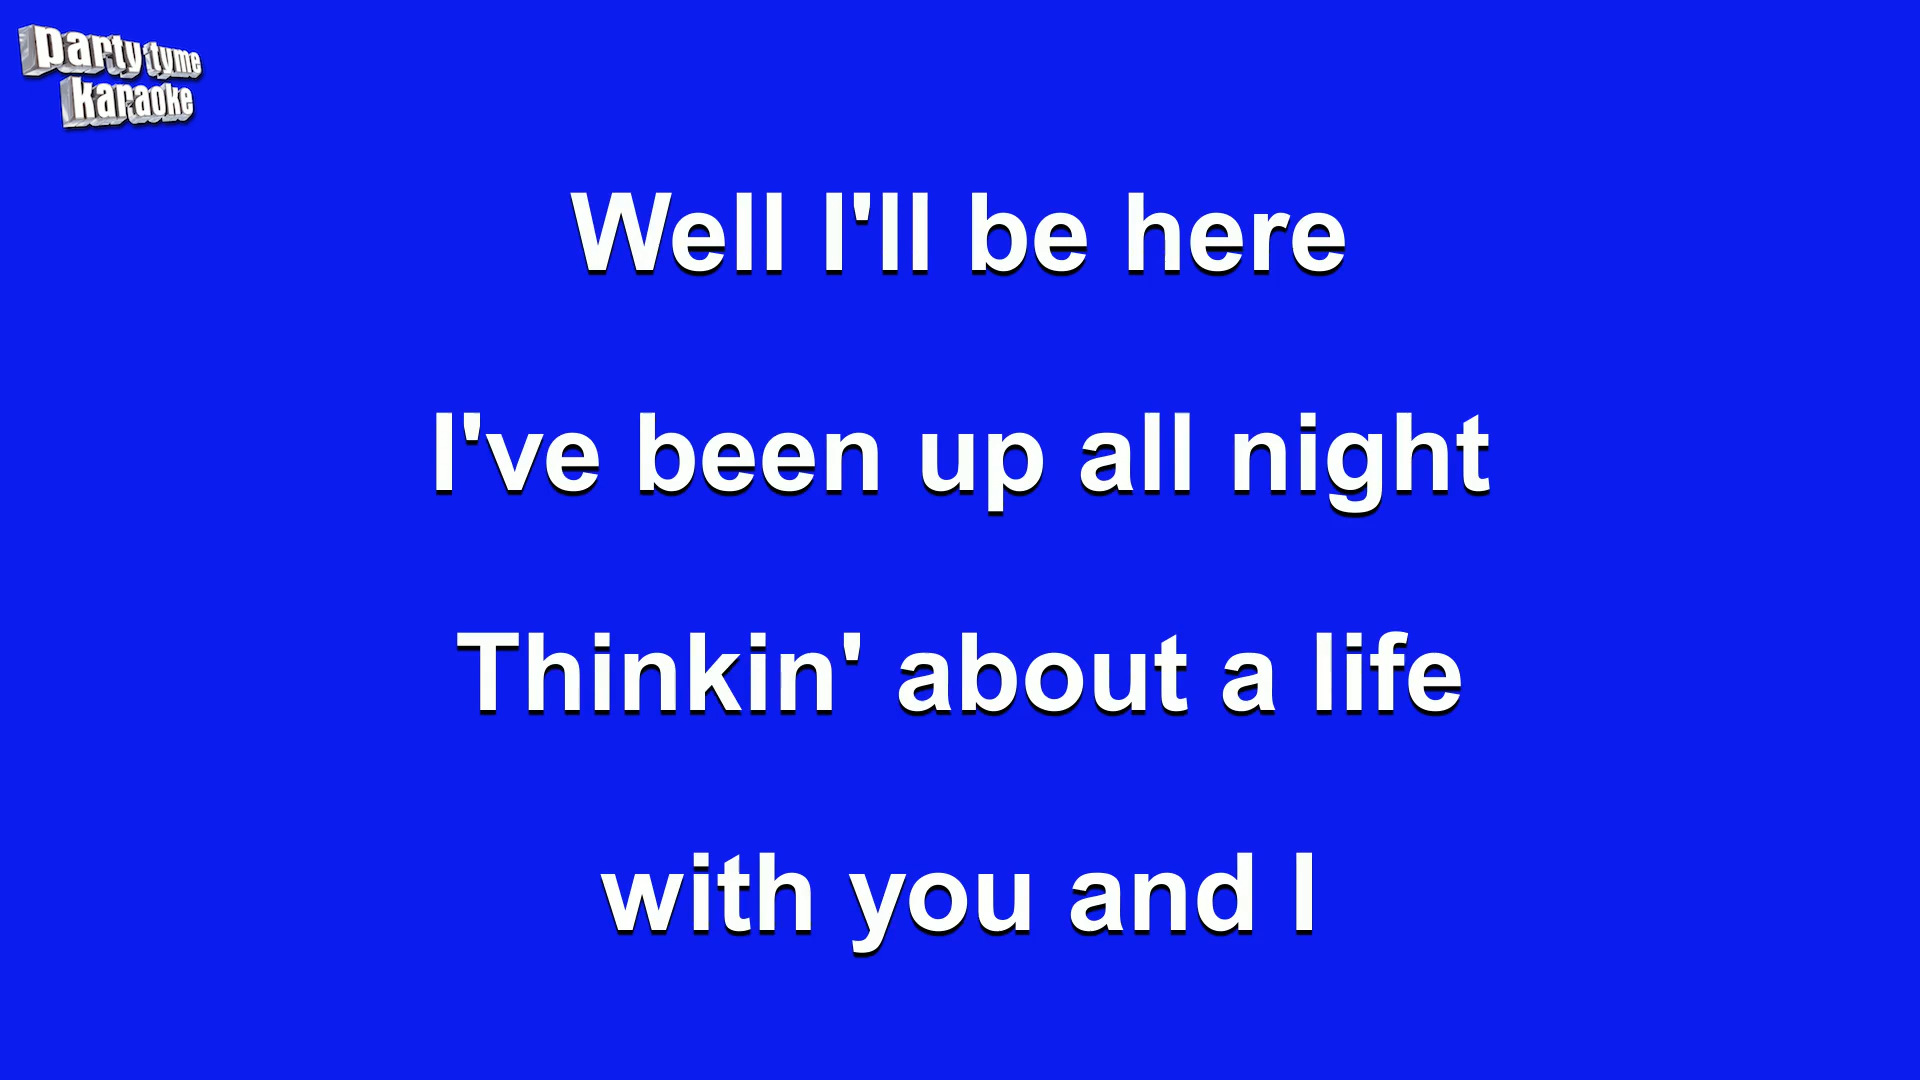 party tyme
karaoke
Well I'll be here
I've been up all night
Thinkin' about a life
with you and I